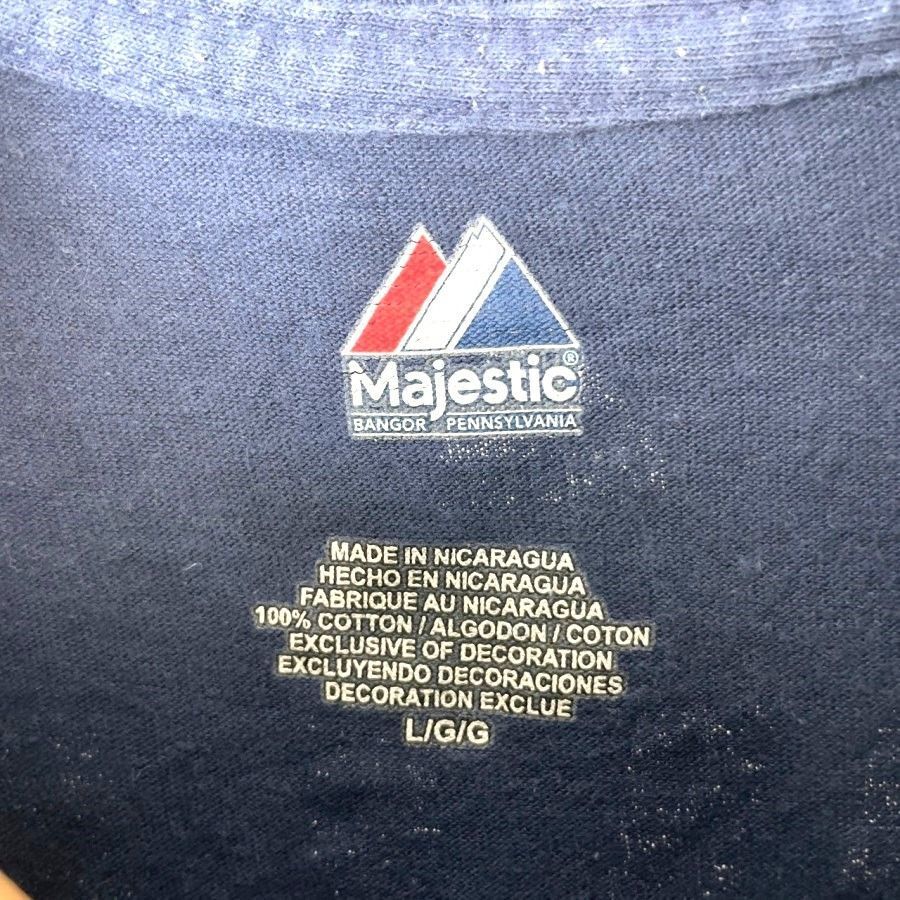 Majestic®
BANGOR PENNSYLVANIA
MADE IN NICARAGUA
HECHO EN NICARAGUA
FABRIQUE AU NICARAGUA
100% COTTON / ALGODON / COTON
EXCLUSIVE OF DECORATION
EXCLUYENDO DECORACIONES
DECORATION EXCLUE
L/G/G